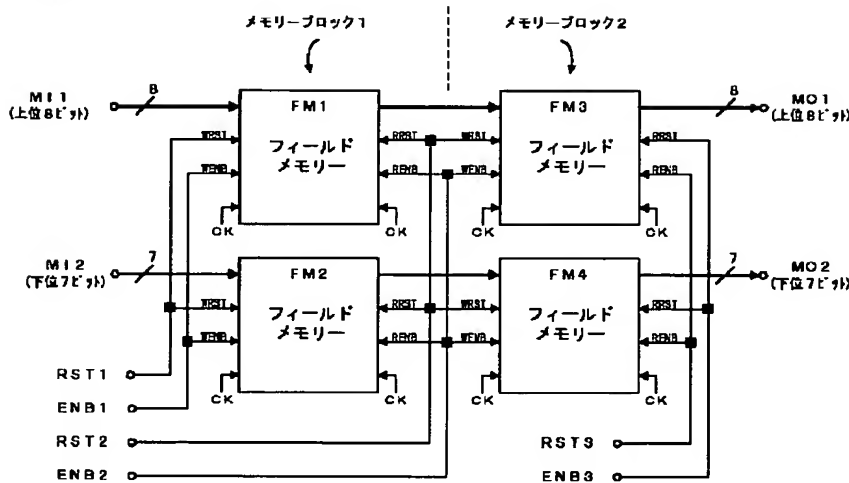 メモリーブロック1
メモリーブロック2
8
8
MI1
(上位8ビット)
FM1
FM3
MO1
(上位8ビット)
WRST
フィールド
メモリー
RRST
WRST
フィールド
メモリー
RRST
WENB
RENB
WENB
RENB
CK
CK
CK
CK
7
7
MI2
(下位7ビット)
FM2
FM4
MO2
(下位7ビット)
WRST
フィールド
メモリー
RRST
WRST
フィールド
メモリー
RRST
WENB
RENB
WENB
RENB
CK
CK
CK
CK
RST1
ENB1
RST2
RST3
ENB2
ENB3